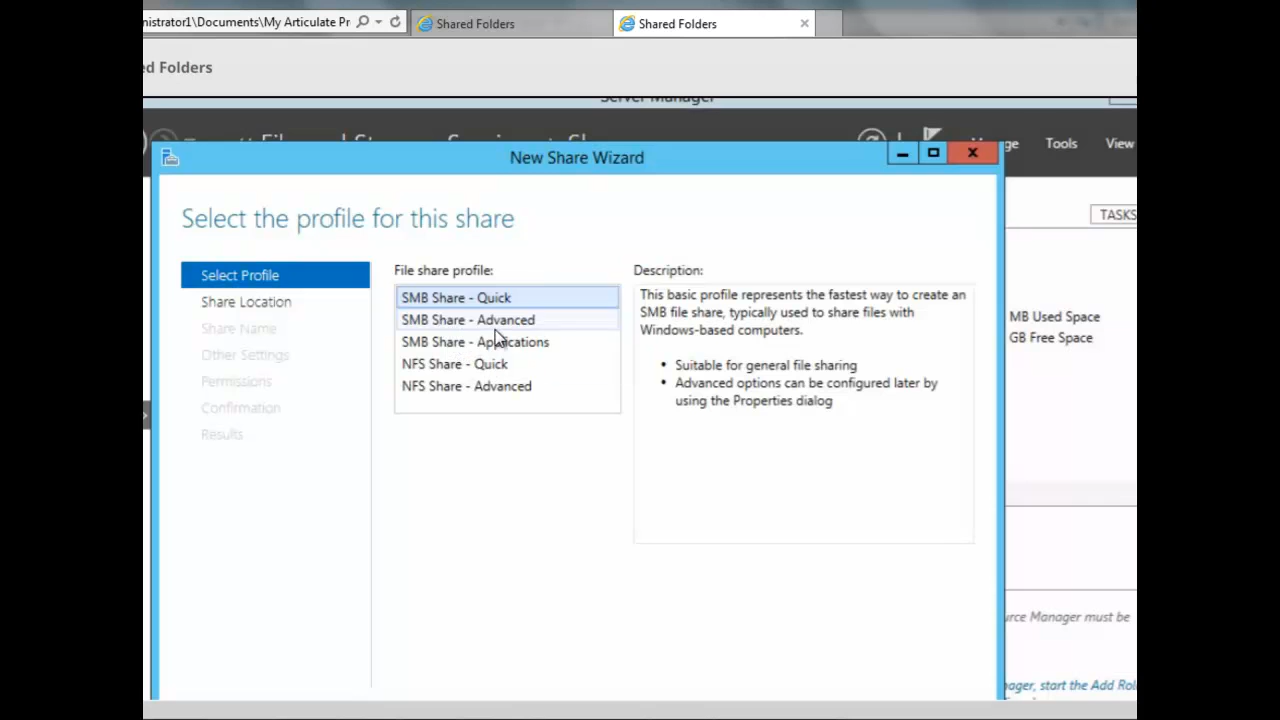 nistrator1\Documents\My Articulate Pr
Shared Folders
Shared Folders
ed Folders
Server Manager
Tools
View
New Share Wizard
Select the profile for this share
TASKS
Select Profile
Share Location
Share Name
Other Settings
Permissions
Confirmation
Results
File share profile:
SMB Share - Quick
SMB Share - Advanced
SMB Share - Applications
NFS Share - Quick
NFS Share - Advanced
Description:
This basic profile represents the fastest way to create an
SMB file share, typically used to share files with
Windows-based computers.
• Suitable for general file sharing
• Advanced options can be configured later by
using the Properties dialog
MB Used Space
GB Free Space
urce Manager must be
ager, start the Add Rol